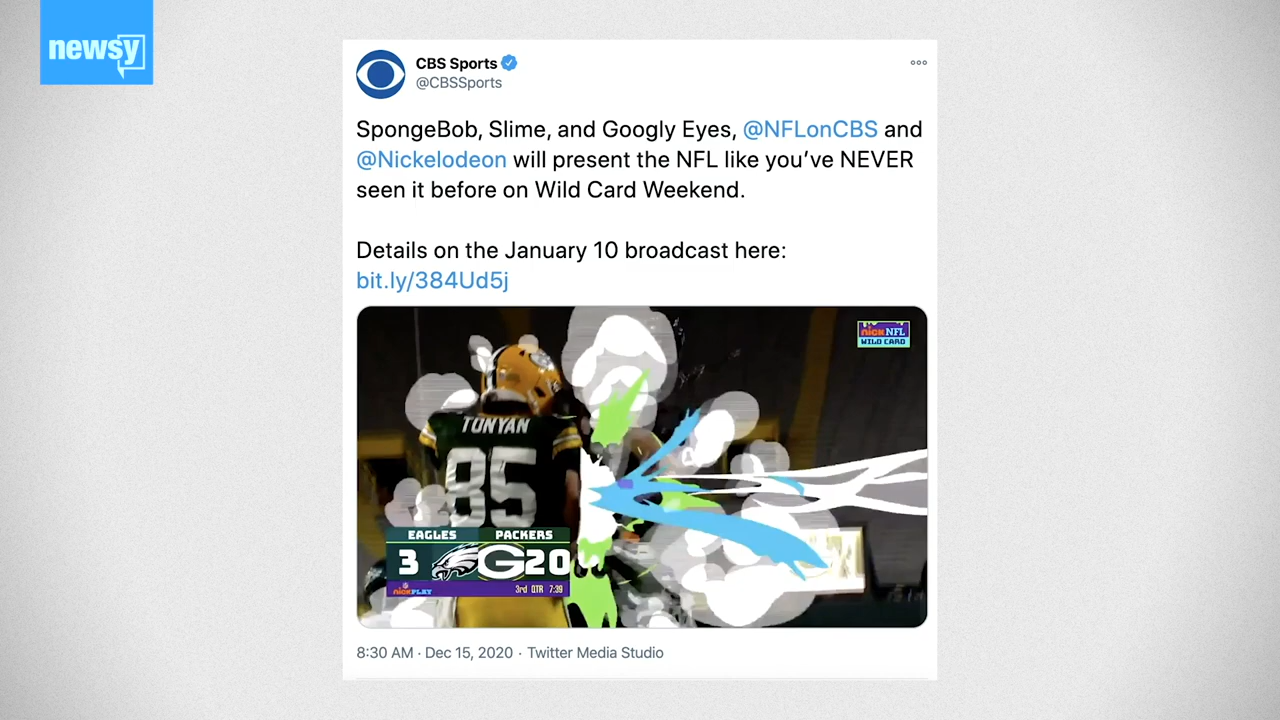 newsy
CBS Sports
@CBSSports
SpongeBob, Slime, and Googly Eyes, @NFLonCBS and
@Nickelodeon will present the NFL like you’ve NEVER
seen it before on Wild Card Weekend.
Details on the January 10 broadcast here:
bit.ly/384Ud5j
nick NFL
WILD CARD
TONYAN
85
EAGLES PACKERS
3 G 20
nickPLAY 3rd QTR 7:39
8:30 AM · Dec 15, 2020 · Twitter Media Studio